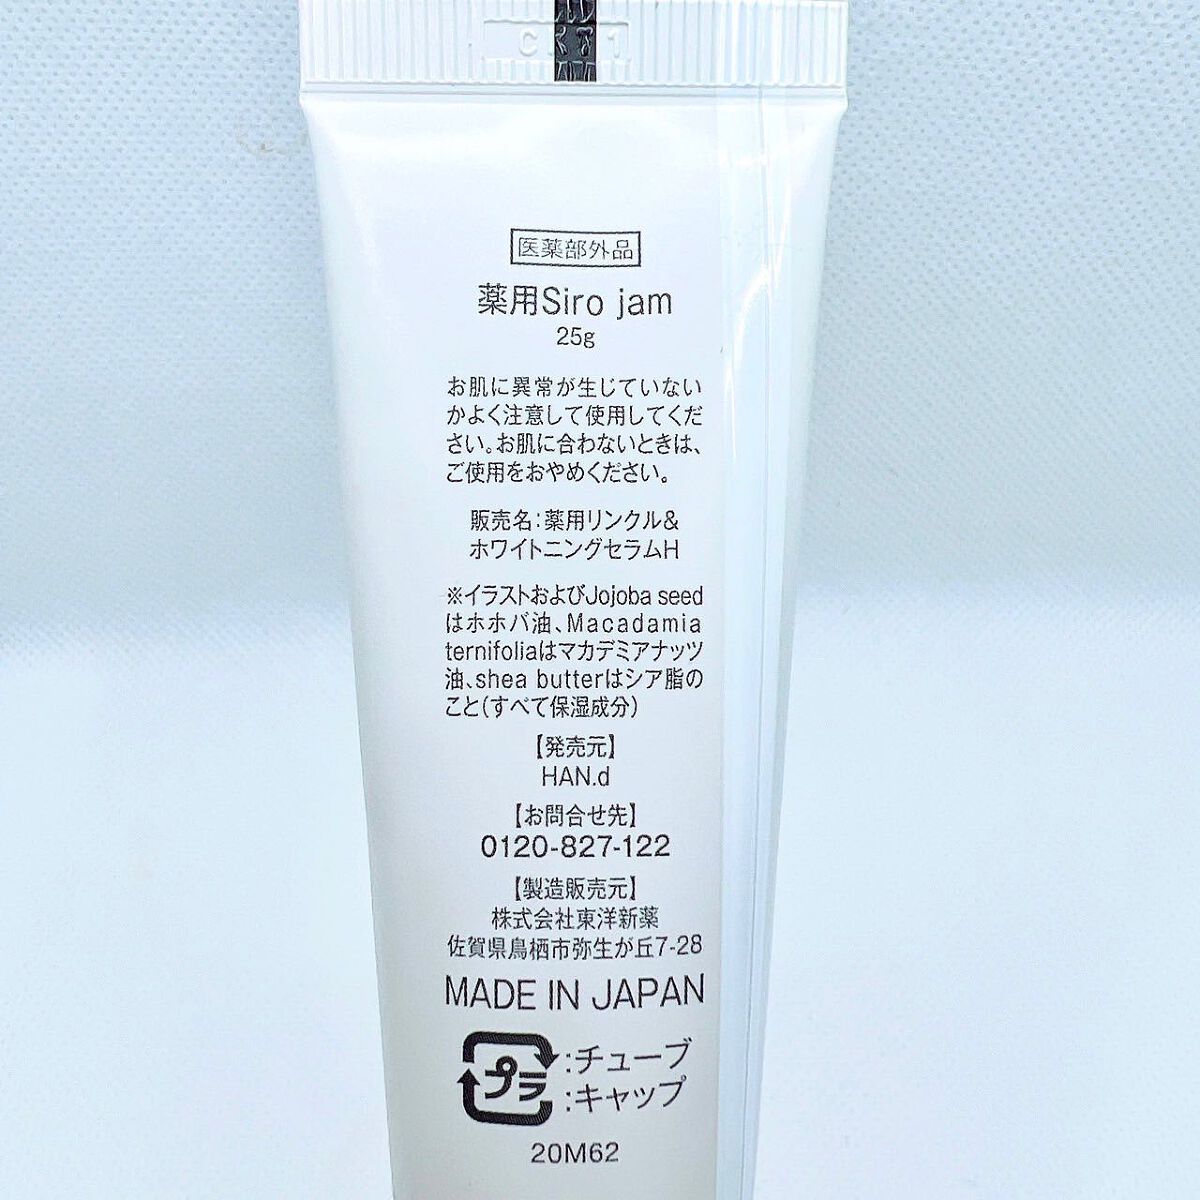 医薬部外品
薬用Siro jam
25g
お肌に異常が生じていない
かよく注意して使用してくだ
さい。お肌に合わないときは、
ご使用をおやめください。
販売名:薬用リンクル&
ホワイトニングセラムH
※イラストおよびJojoba seed
はホホバ油、Macadamia
ternifoliaはマカデミアナッツ
油、shea butterはシア脂の
こと(すべて保湿成分)
【発売元】
HAN.d
【お問合せ先】
0120-827-122
【製造販売元】
株式会社東洋新薬
佐賀県鳥栖市弥生が丘7-28
MADE IN JAPAN
プラ:チューブ
:キャップ
20M62